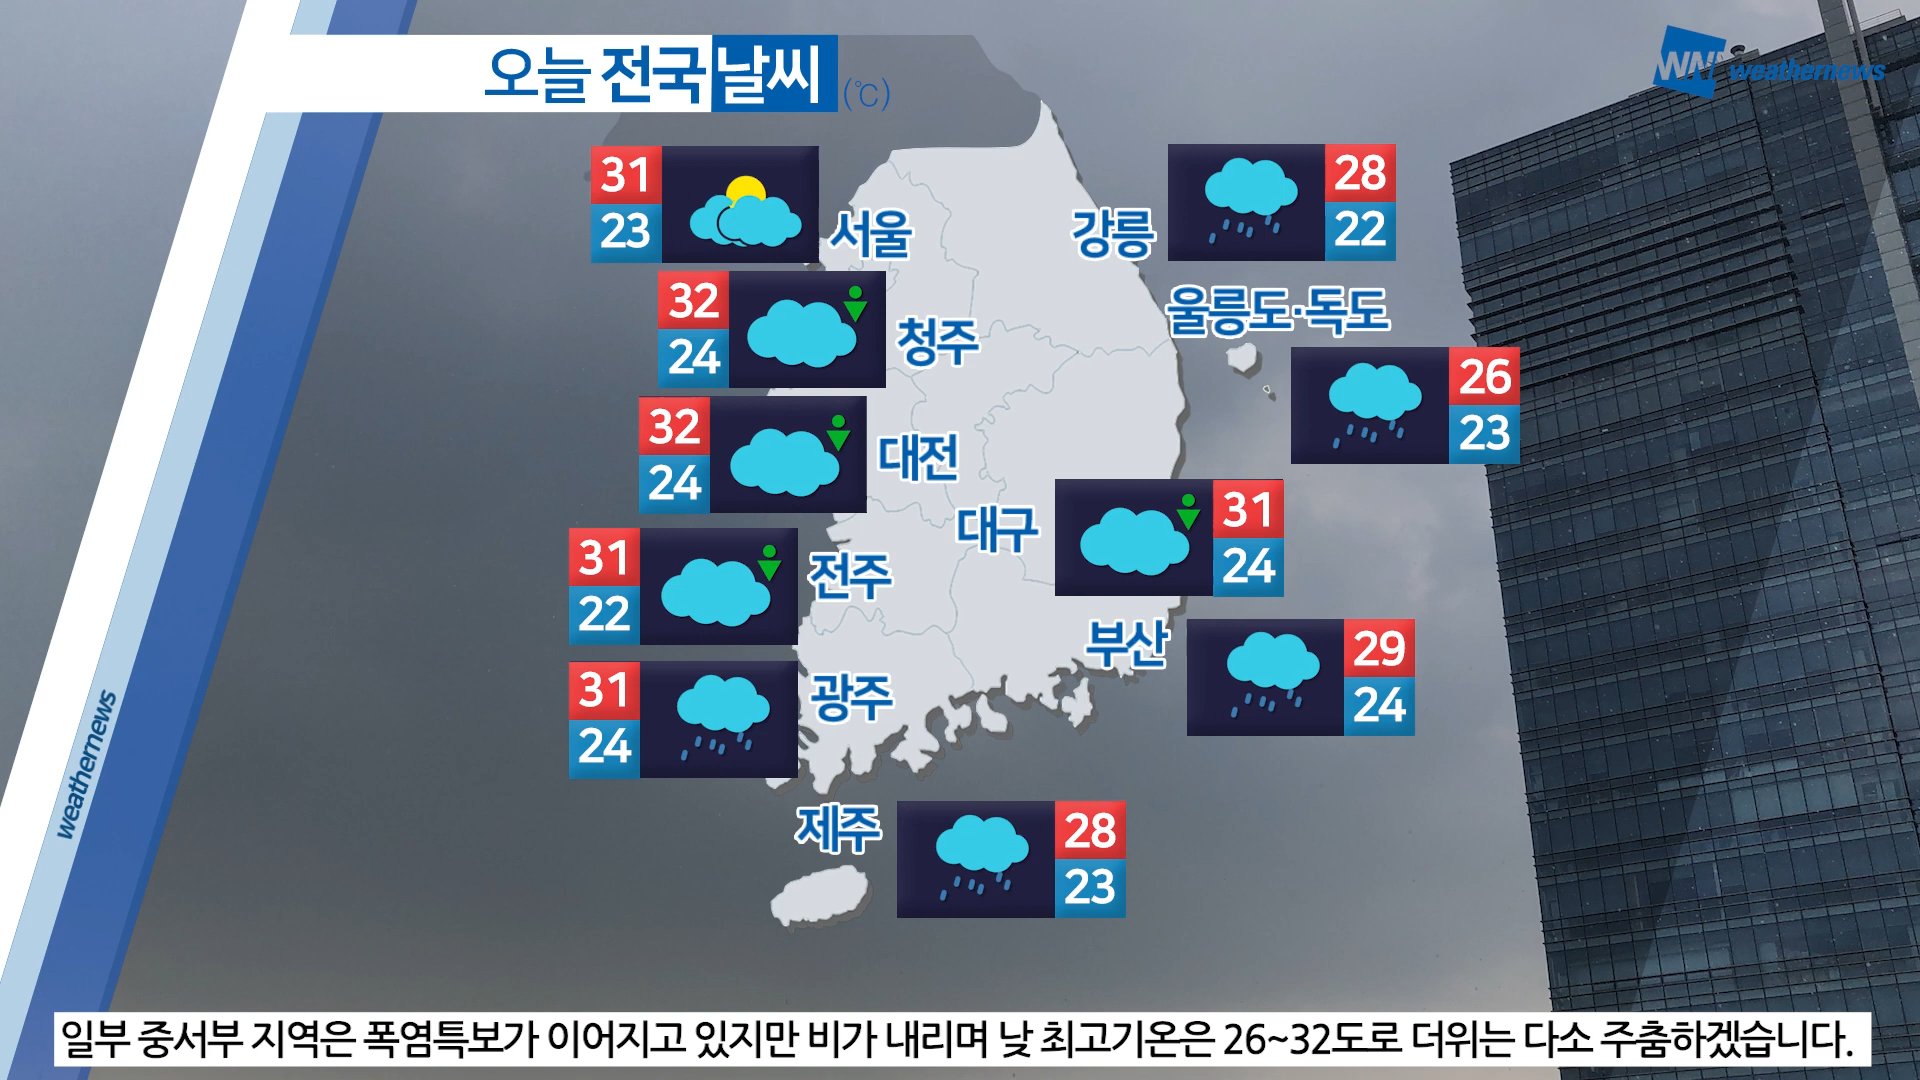 오늘 전국 날씨 (℃)
WNI weathernews
31
23
서울
강릉
28
22
32
24
청주
울릉도·독도
26
23
32
24
대전
대구
31
24
31
22
전주
부산
29
24
31
24
광주
제주
28
23
weathernews
일부 중서부 지역은 폭염특보가 이어지고 있지만 비가 내리며 낮 최고기온은 26~32도로 더위는 다소 주춤하겠습니다.